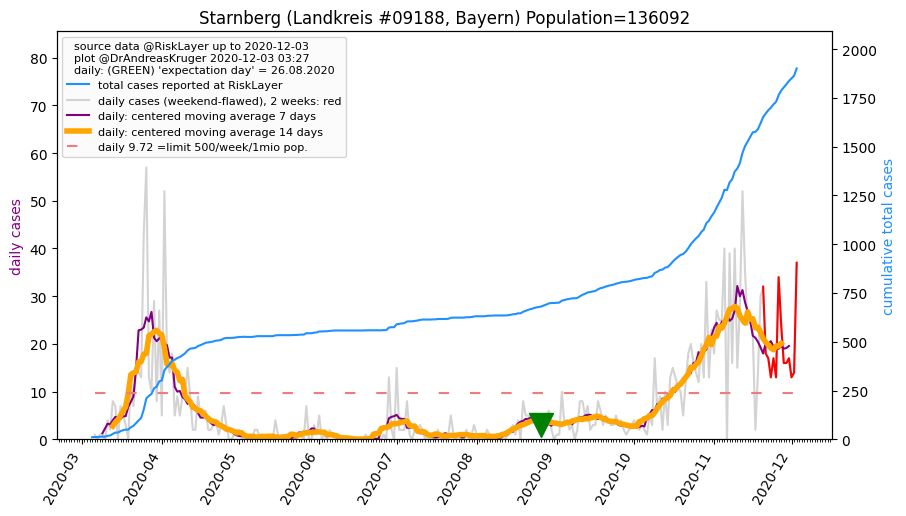 Starnberg (Landkreis #09188, Bayern) Population=136092
source data @RiskLayer up to 2020-12-03
plot @DrAndreasKruger 2020-12-03 03:27
daily: (GREEN) 'expectation day' = 26.08.2020
total cases reported at RiskLayer
daily cases (weekend-flawed), 2 weeks: red
daily: centered moving average 7 days
daily: centered moving average 14 days
daily 9.72 =limit 500/week/1mio pop.
daily cases
80
70
60
50
40
30
20
10
0
cumulative total cases
2000
1750
1500
1250
1000
750
500
250
0
2020-03
2020-04
2020-05
2020-06
2020-07
2020-08
2020-09
2020-10
2020-11
2020-12